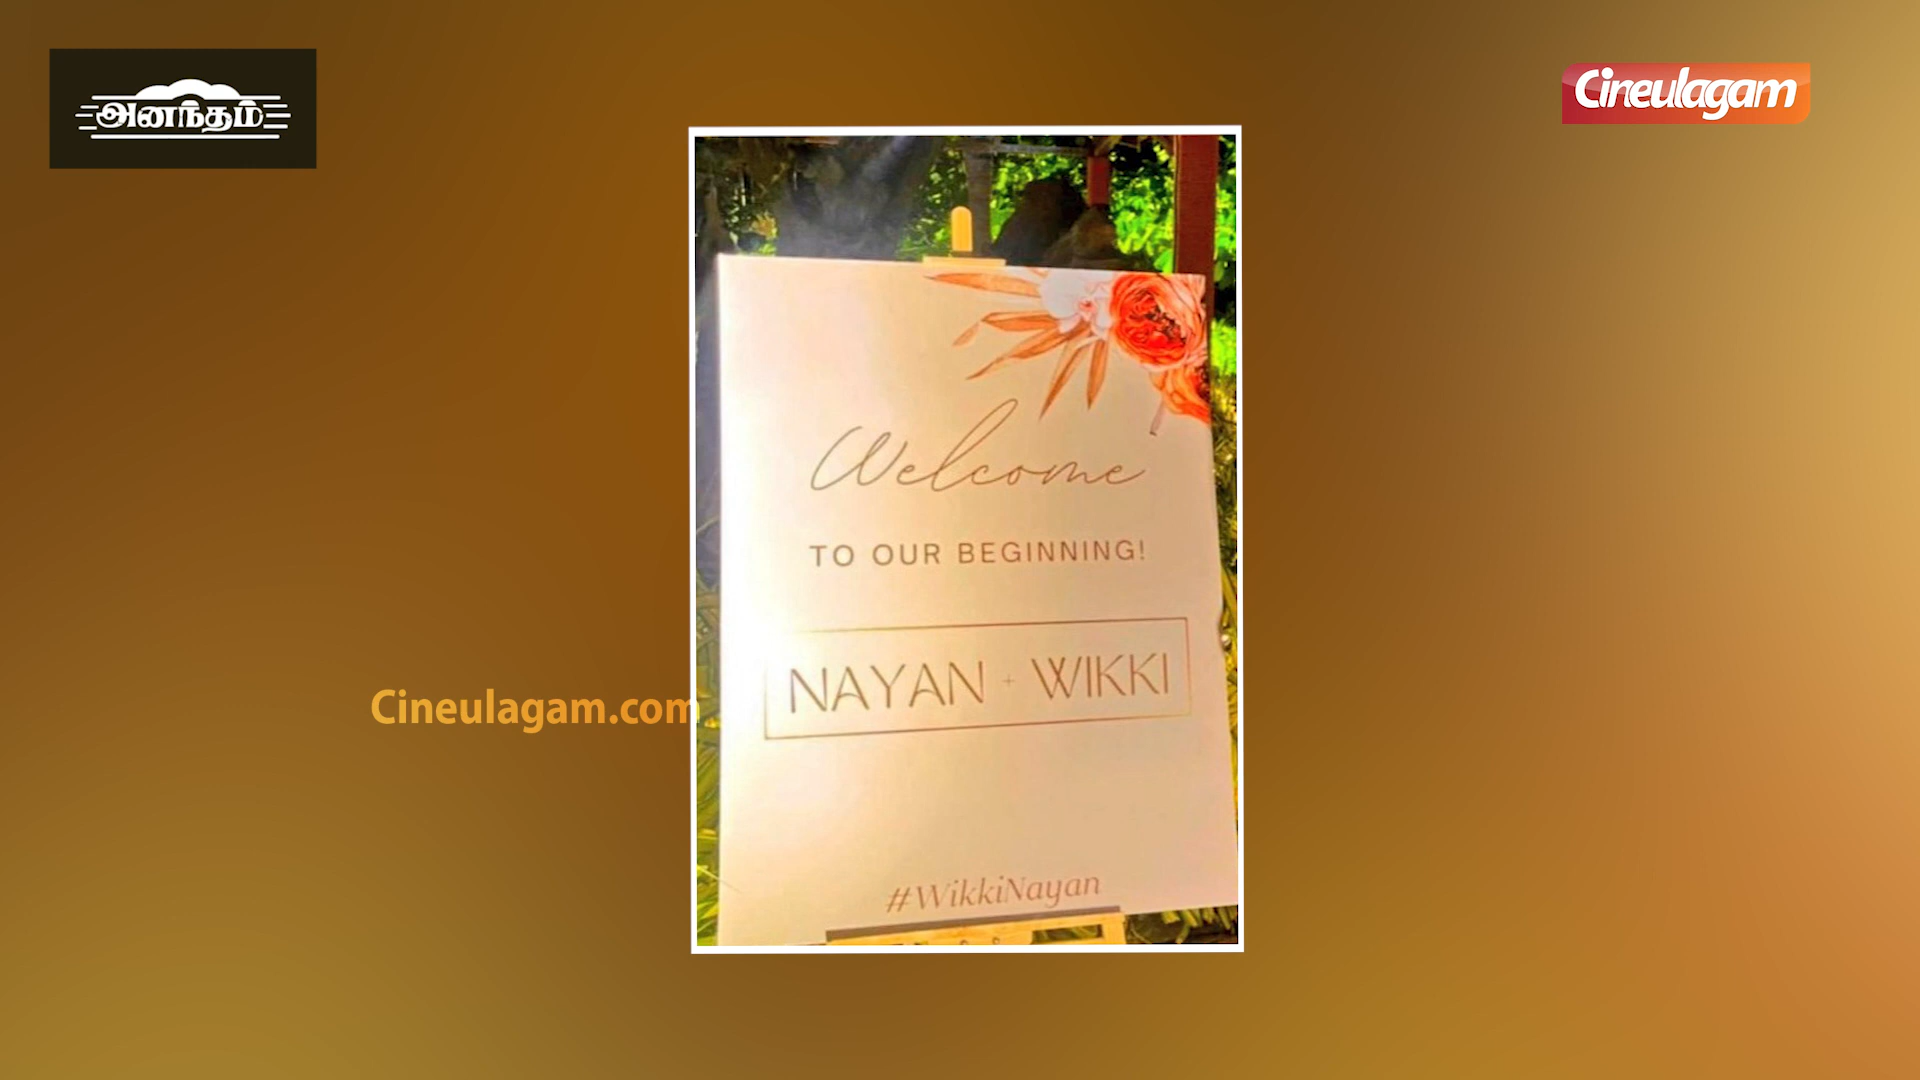 அனந்தம்
Cineulagam
Welcome
TO OUR BEGINNING!
NAYAN + WIKKI
Cineulagam.com
#WikkiNayan